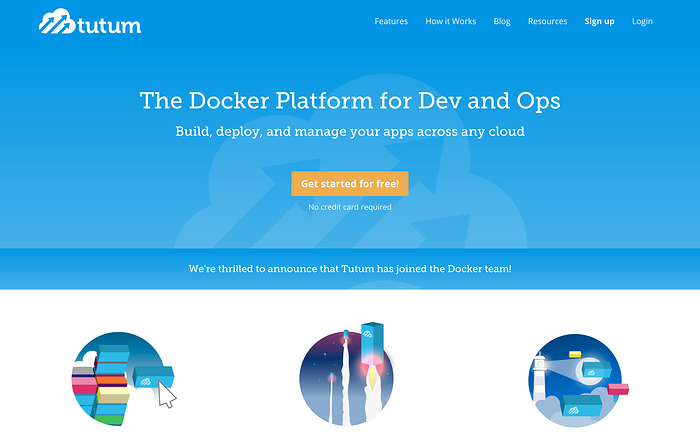 tutum
Features How it Works Blog Resources Sign up Login
The Docker Platform for Dev and Ops
Build, deploy, and manage your apps across any cloud
Get started for free!
No credit card required
We're thrilled to announce that Tutum has joined the Docker team!